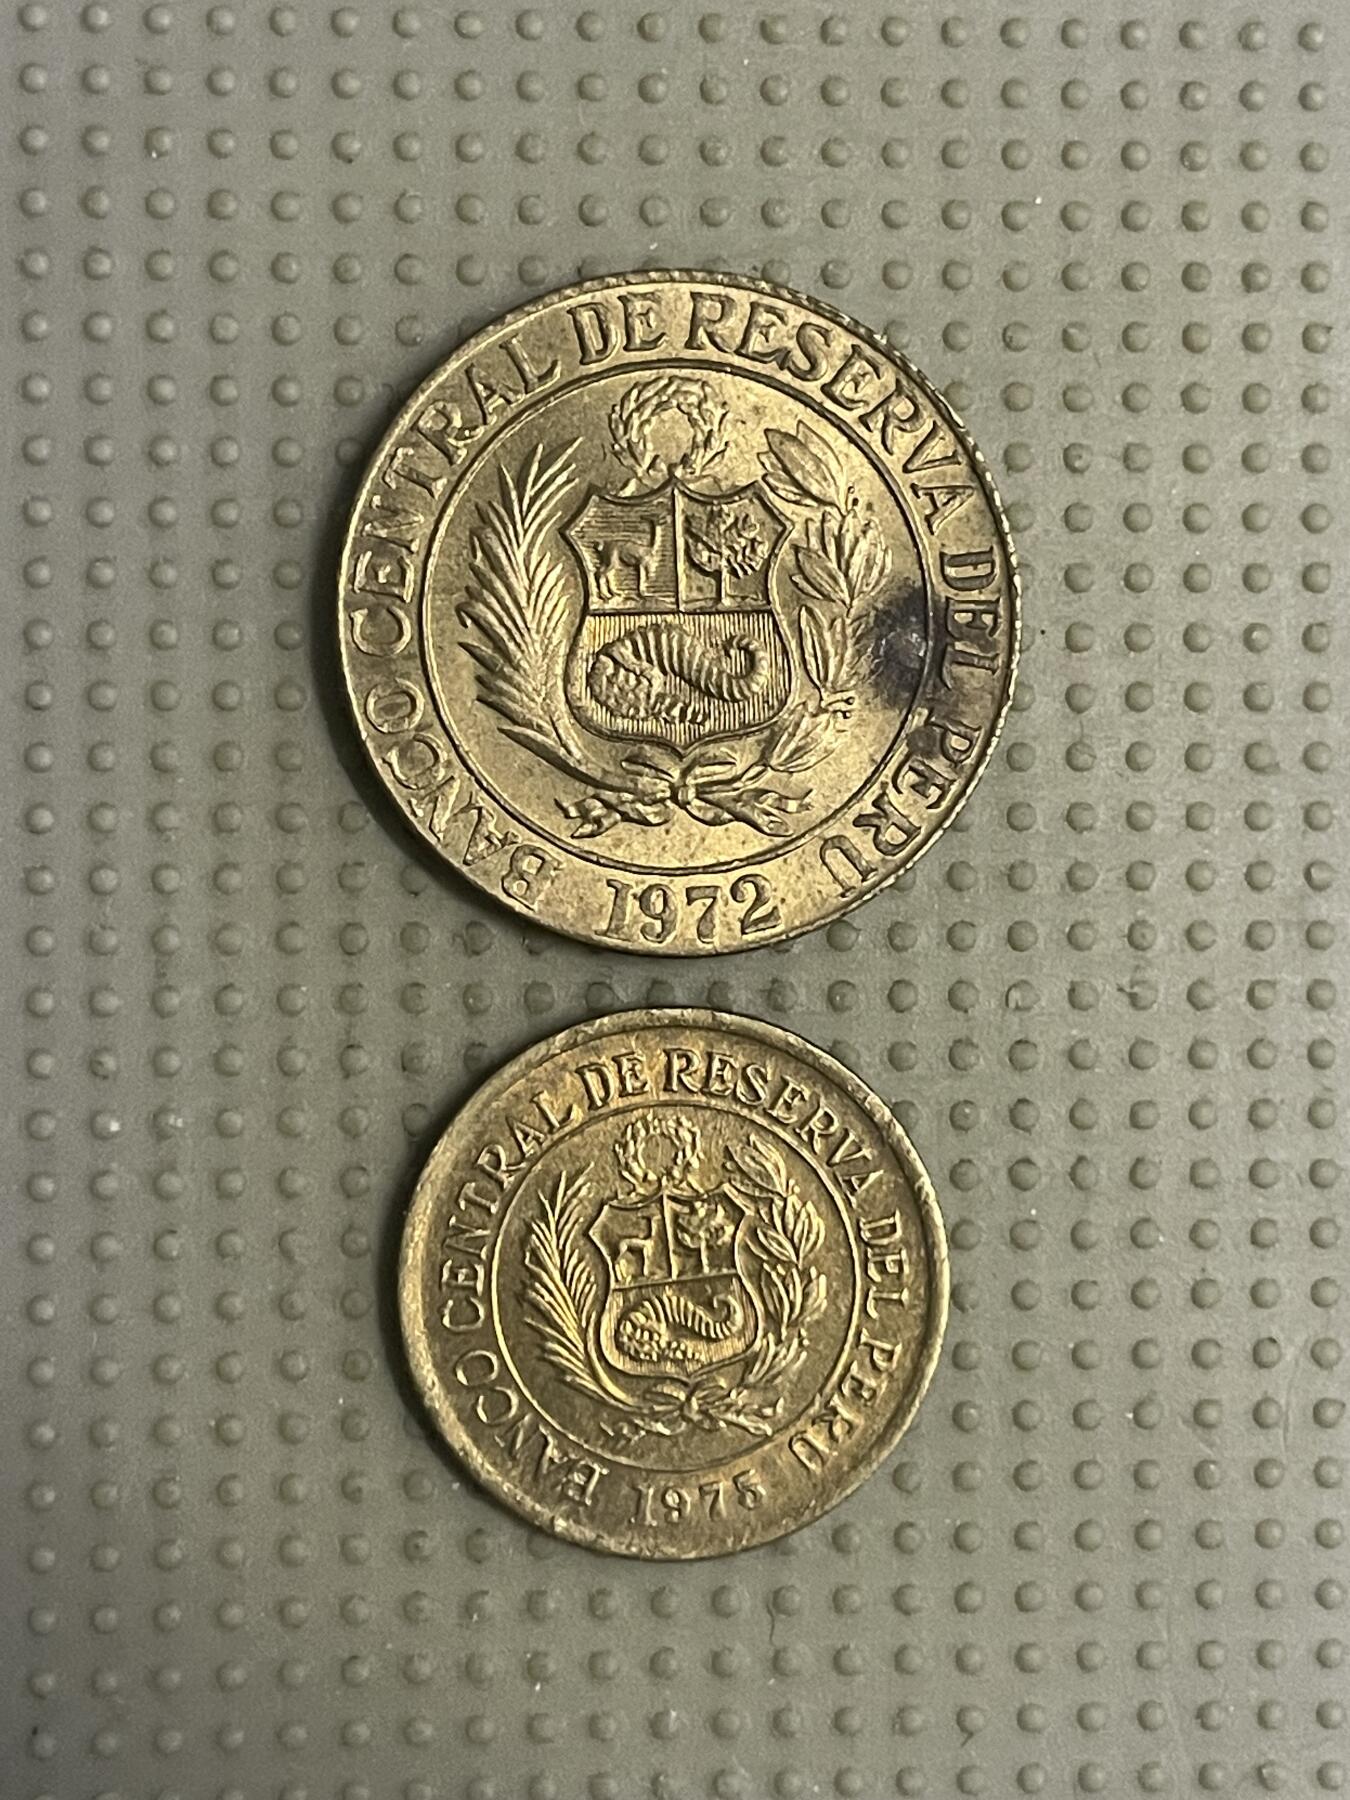 BANCO CENTRAL DE RESERVA DEL PERU
1972
BANCO CENTRAL DE RESERVA DEL PERU
1975